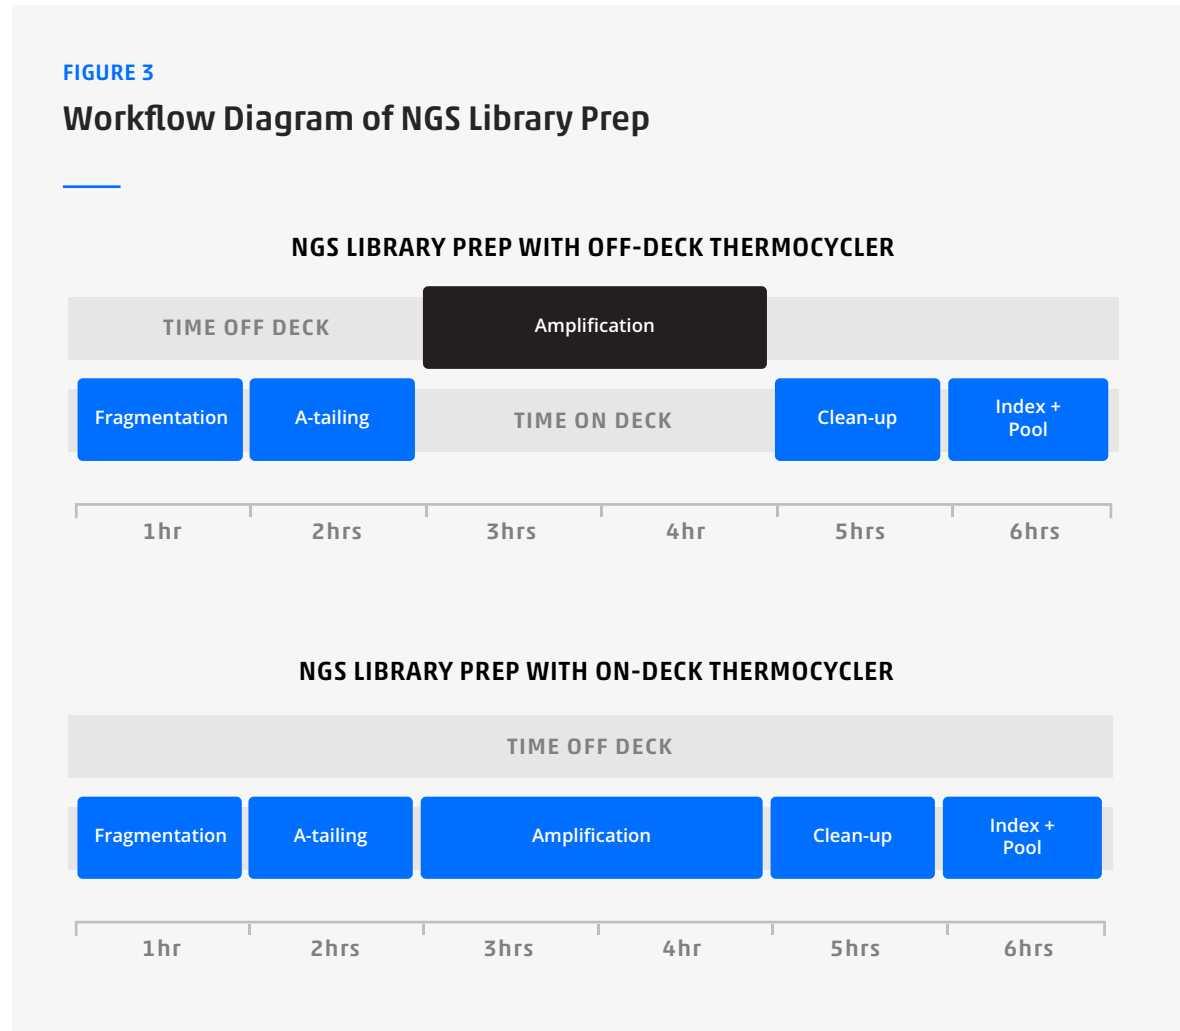 FIGURE 3
Workflow Diagram of NGS Library Prep
NGS LIBRARY PREP WITH OFF-DECK THERMOCYCLER
TIME OFF DECK
Amplification
Fragmentation
A-tailing
TIME ON DECK
Clean-up
Index +
Pool
1hr
2hrs
3hrs
4hr
5hrs
6hrs
NGS LIBRARY PREP WITH ON-DECK THERMOCYCLER
TIME OFF DECK
Fragmentation
A-tailing
Amplification
Clean-up
Index +
Pool
1hr
2hrs
3hrs
4hr
5hrs
6hrs